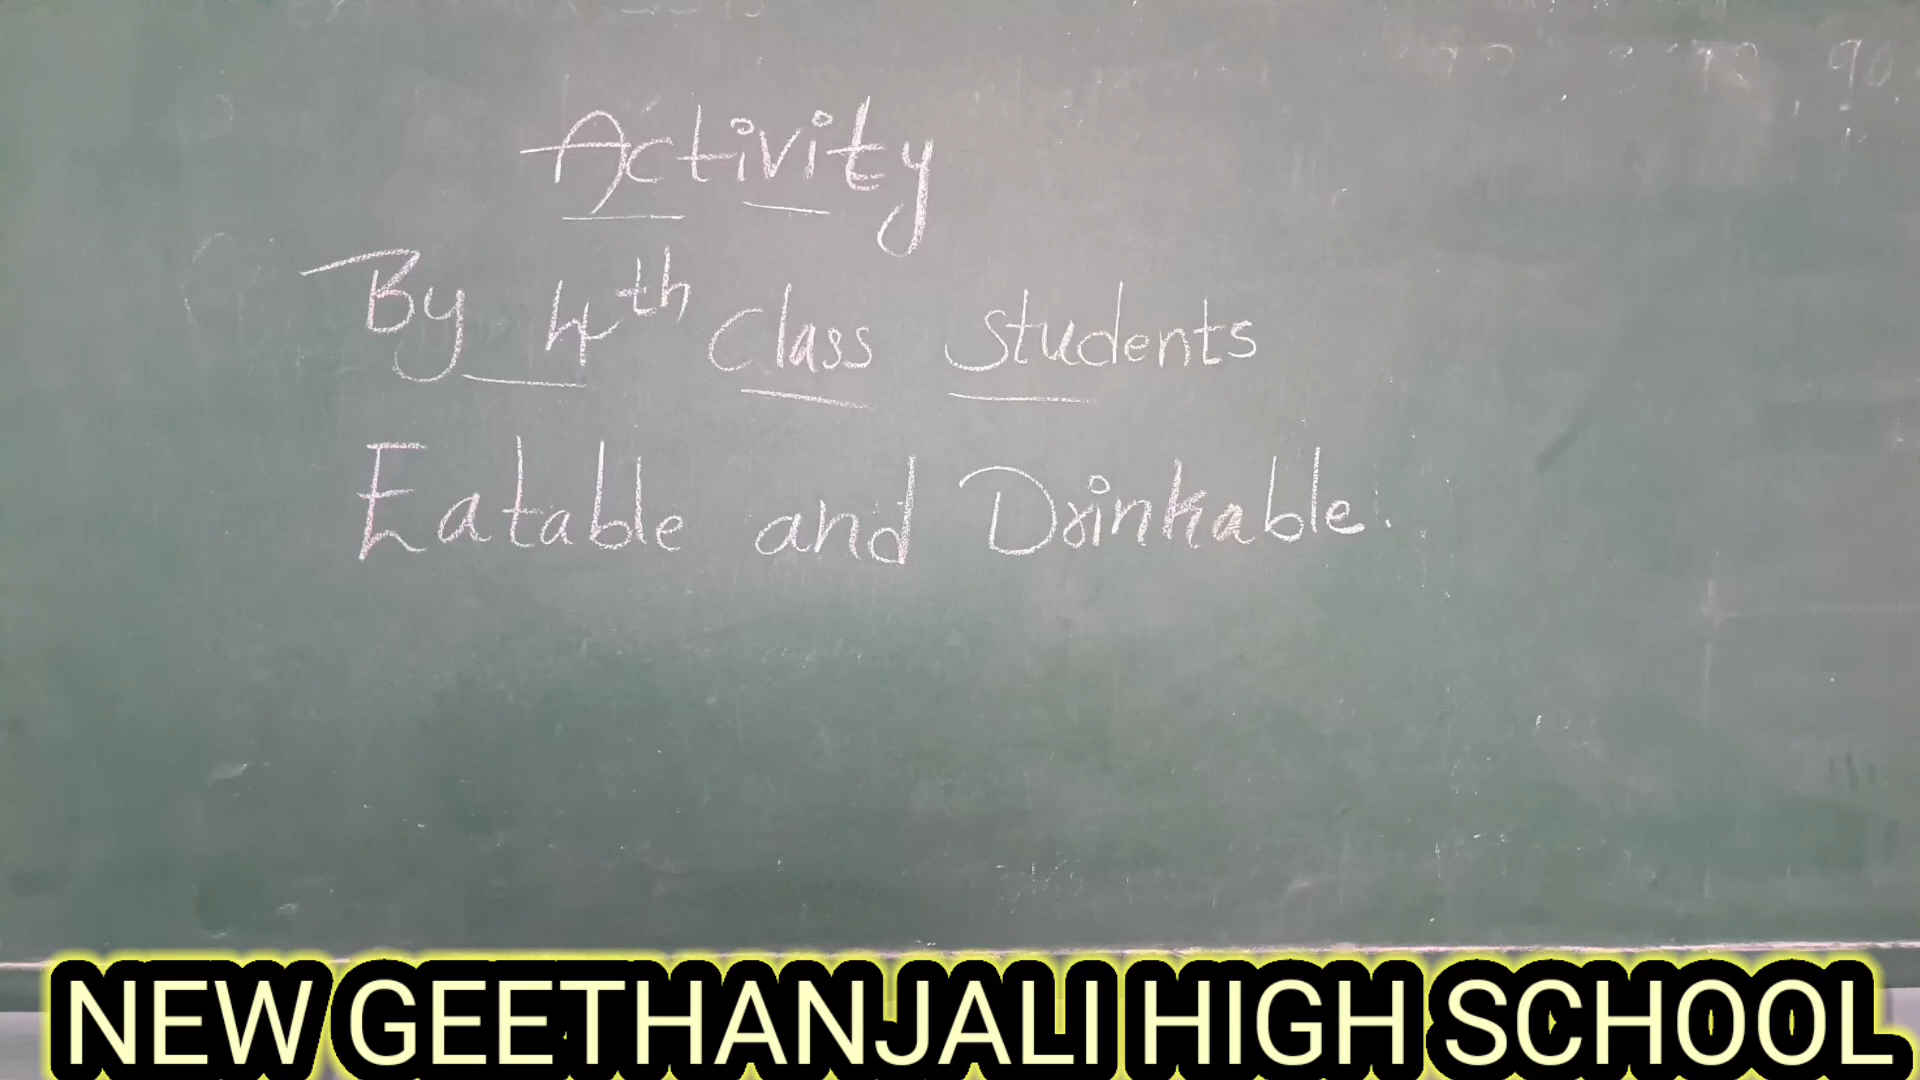 Activity
By 4th Class Students
Eatable and Drinkable.
NEW GEETHANJALI HIGH SCHOOL